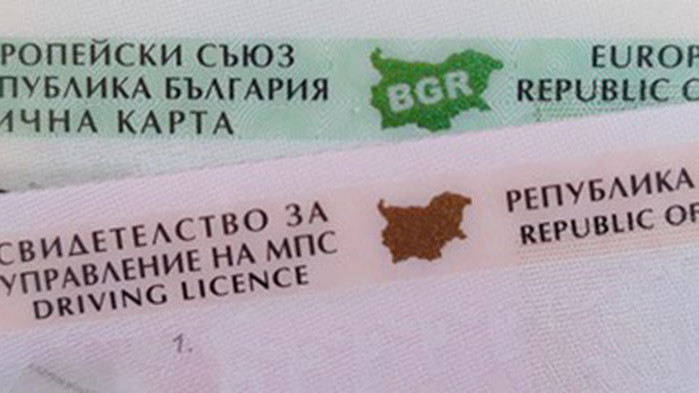 РОПЕЙСКИ СЪЮЗ
ПУБЛИКА БЪЛГАРИЯ
ИЧНА КАРТА
BGR
EUROP
REPUBLIC O
СВИДЕТЕЛСТВО ЗА
УПРАВЛЕНИЕ НА МПС
DRIVING LICENCE
РЕПУБЛИКА
REPUBLIC OF
1.